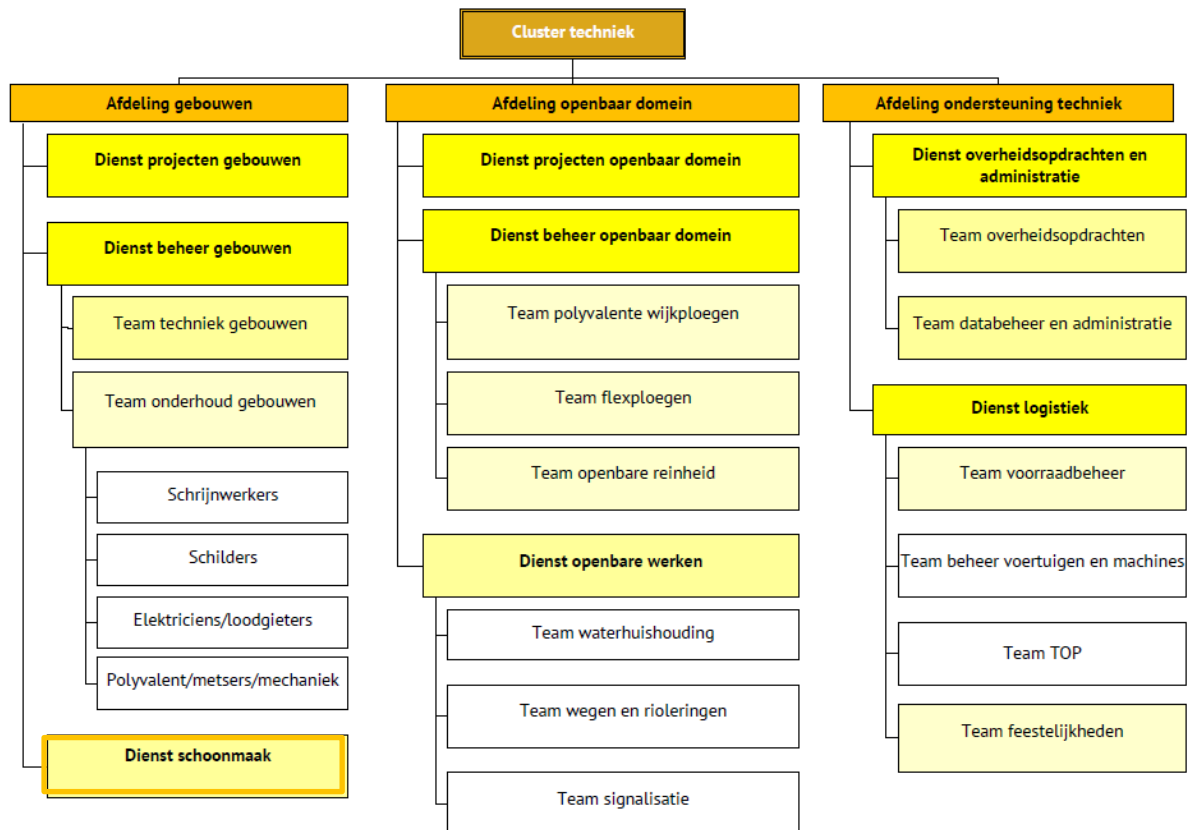 Cluster techniek
Afdeling gebouwen
Dienst projecten gebouwen
Dienst beheer gebouwen
Team techniek gebouwen
Team onderhoud gebouwen
Schrijnwerkers
Schilders
Elektriciens/loodgieters
Polyvalent/metsers/mechaniek
Dienst schoonmaak
Afdeling openbaar domein
Dienst projecten openbaar domein
Dienst beheer openbaar domein
Team polyvalente wijkploegen
Team flexploegen
Team openbare reinheid
Dienst openbare werken
Team waterhuishouding
Team wegen en rioleringen
Team signalisatie
Afdeling ondersteuning techniek
Dienst overheidsopdrachten en
administratie
Team overheidsopdrachten
Team databeheer en administratie
Dienst logistiek
Team voorraadbeheer
Team beheer voertuigen en machines
Team TOP
Team feestelijkheden